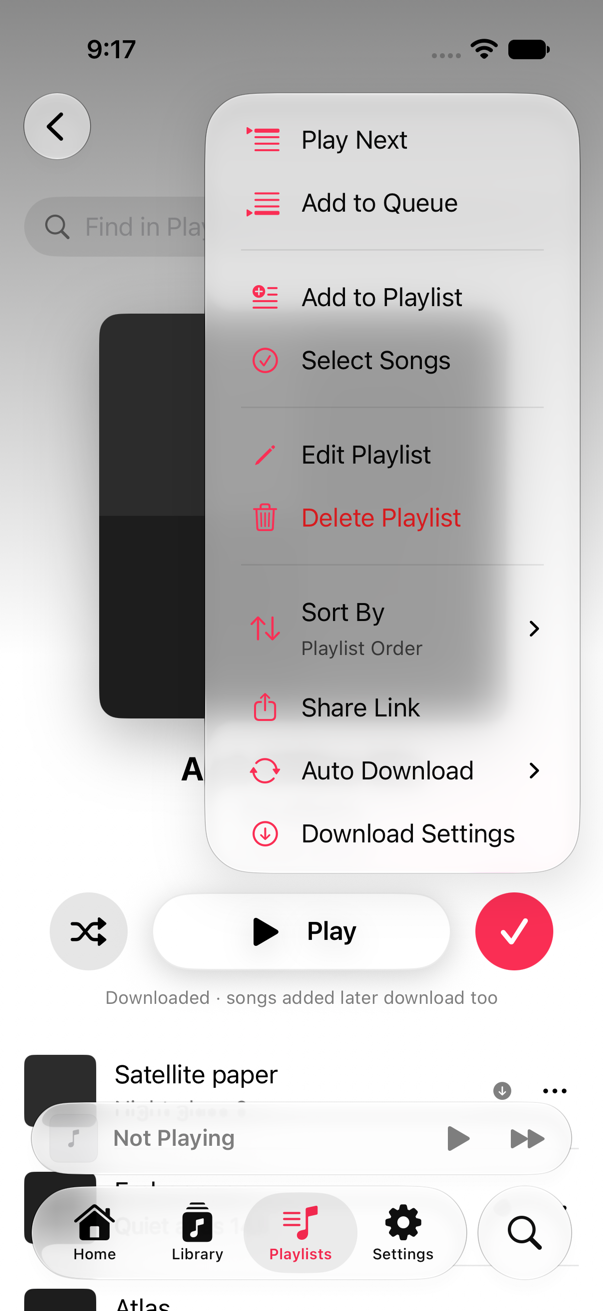 9:17
Play Next
Add to Queue
Find in Play
Add to Playlist
Select Songs
Edit Playlist
Delete Playlist
Sort By
Playlist Order
Share Link
A
Auto Download
Download Settings
Play
Downloaded · songs added later download too
Satellite paper
Not Playing
Home
Library
Playlists
Settings
Atlas